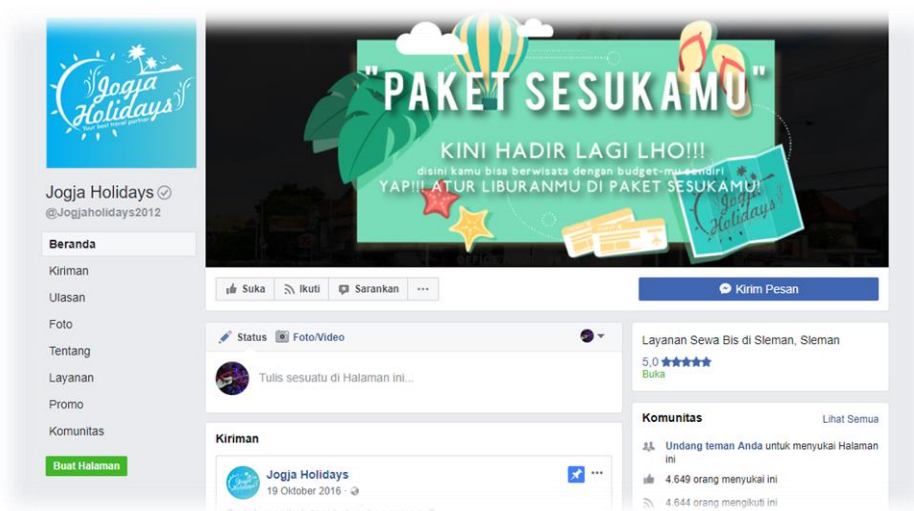 Jogja
Holidays
Your best travel partner
Jogja Holidays
@Jogjaholidays2012
Beranda
Kiriman
Ulasan
Foto
Tentang
Layanan
Promo
Komunitas
Buat Halaman
"PAKET SESUKAMU"
KINI HADIR LAGI LHO!!!
disini kamu bisa berwisata dengan budget-mu sendiri
YAP!!! ATUR LIBURANMU DI PAKET SESUKAMU!
Jogja
Holidays
Suka
Ikuti
Sarankan
Kirim Pesan
Status
Foto/Video
Tulis sesuatu di Halaman ini...
Kiriman
Jogja Holidays
19 Oktober 2016
Layanan Sewa Bis di Sleman, Sleman
5,0
Buka
Komunitas
Lihat Semua
Undang teman Anda untuk menyukai Halaman
ini
4.649 orang menyukai ini
4.644 orang mengikuti ini